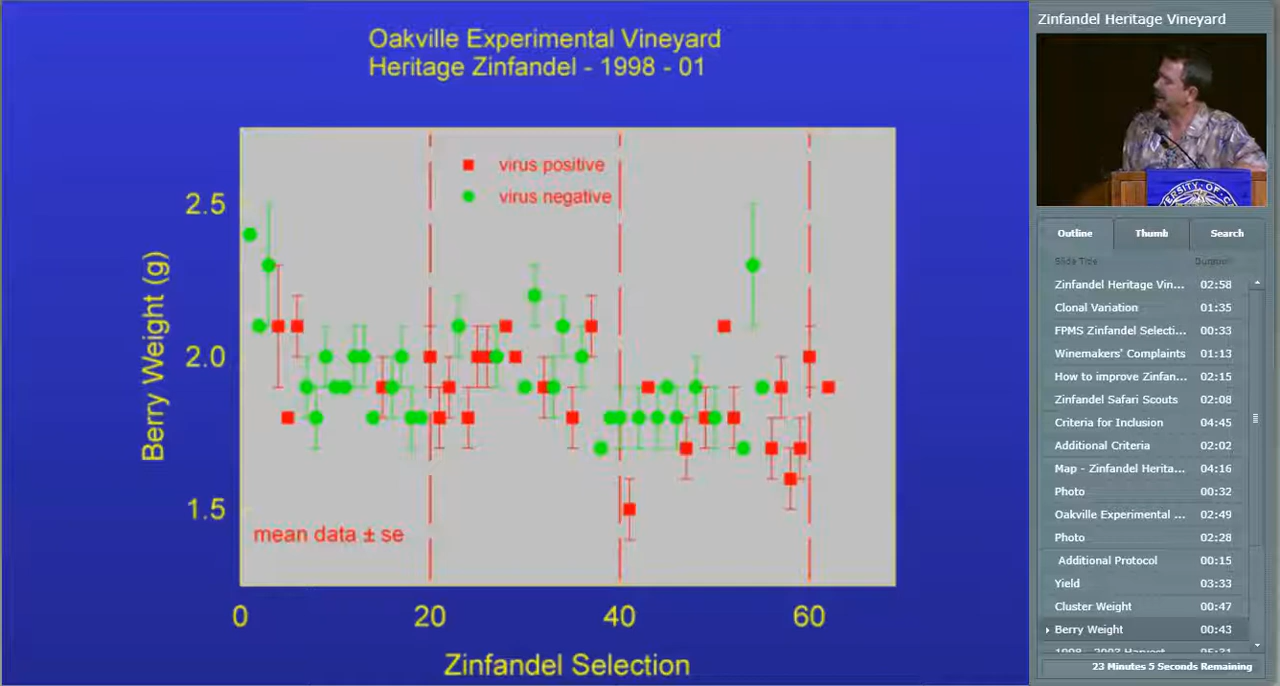 Oakville Experimental Vineyard
Heritage Zinfandel - 1998 - 01
virus positive
virus negative
2.5
2.0
1.5
Berry Weight (g)
mean data ± se
0 20 40 60
Zinfandel Selection
Zinfandel Heritage Vineyard
Outline Thumb Search
Slide Title Duration
Zinfandel Heritage Vin... 02:58
Clonal Variation 01:35
FPMS Zinfandel Selecti... 00:33
Winemakers' Complaints 01:13
How to improve Zinfan... 02:15
Zinfandel Safari Scouts 02:08
Criteria for Inclusion 04:45
Additional Criteria 02:02
Map - Zinfandel Herita... 04:16
Photo 00:32
Oakville Experimental ... 02:49
Photo 02:28
Additional Protocol 00:15
Yield 03:33
Cluster Weight 00:47
Berry Weight 00:43
23 Minutes 5 Seconds Remaining